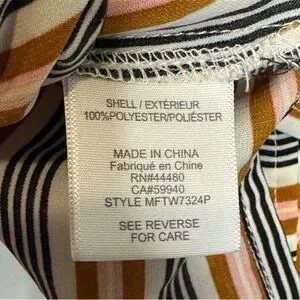 SHELL / EXTÉRIEUR
100%POLYESTER/POLIÉSTER
MADE IN CHINA
Fabriqué en Chine
RN#44480
CA#59940
STYLE MFTW7324P
SEE REVERSE
FOR CARE